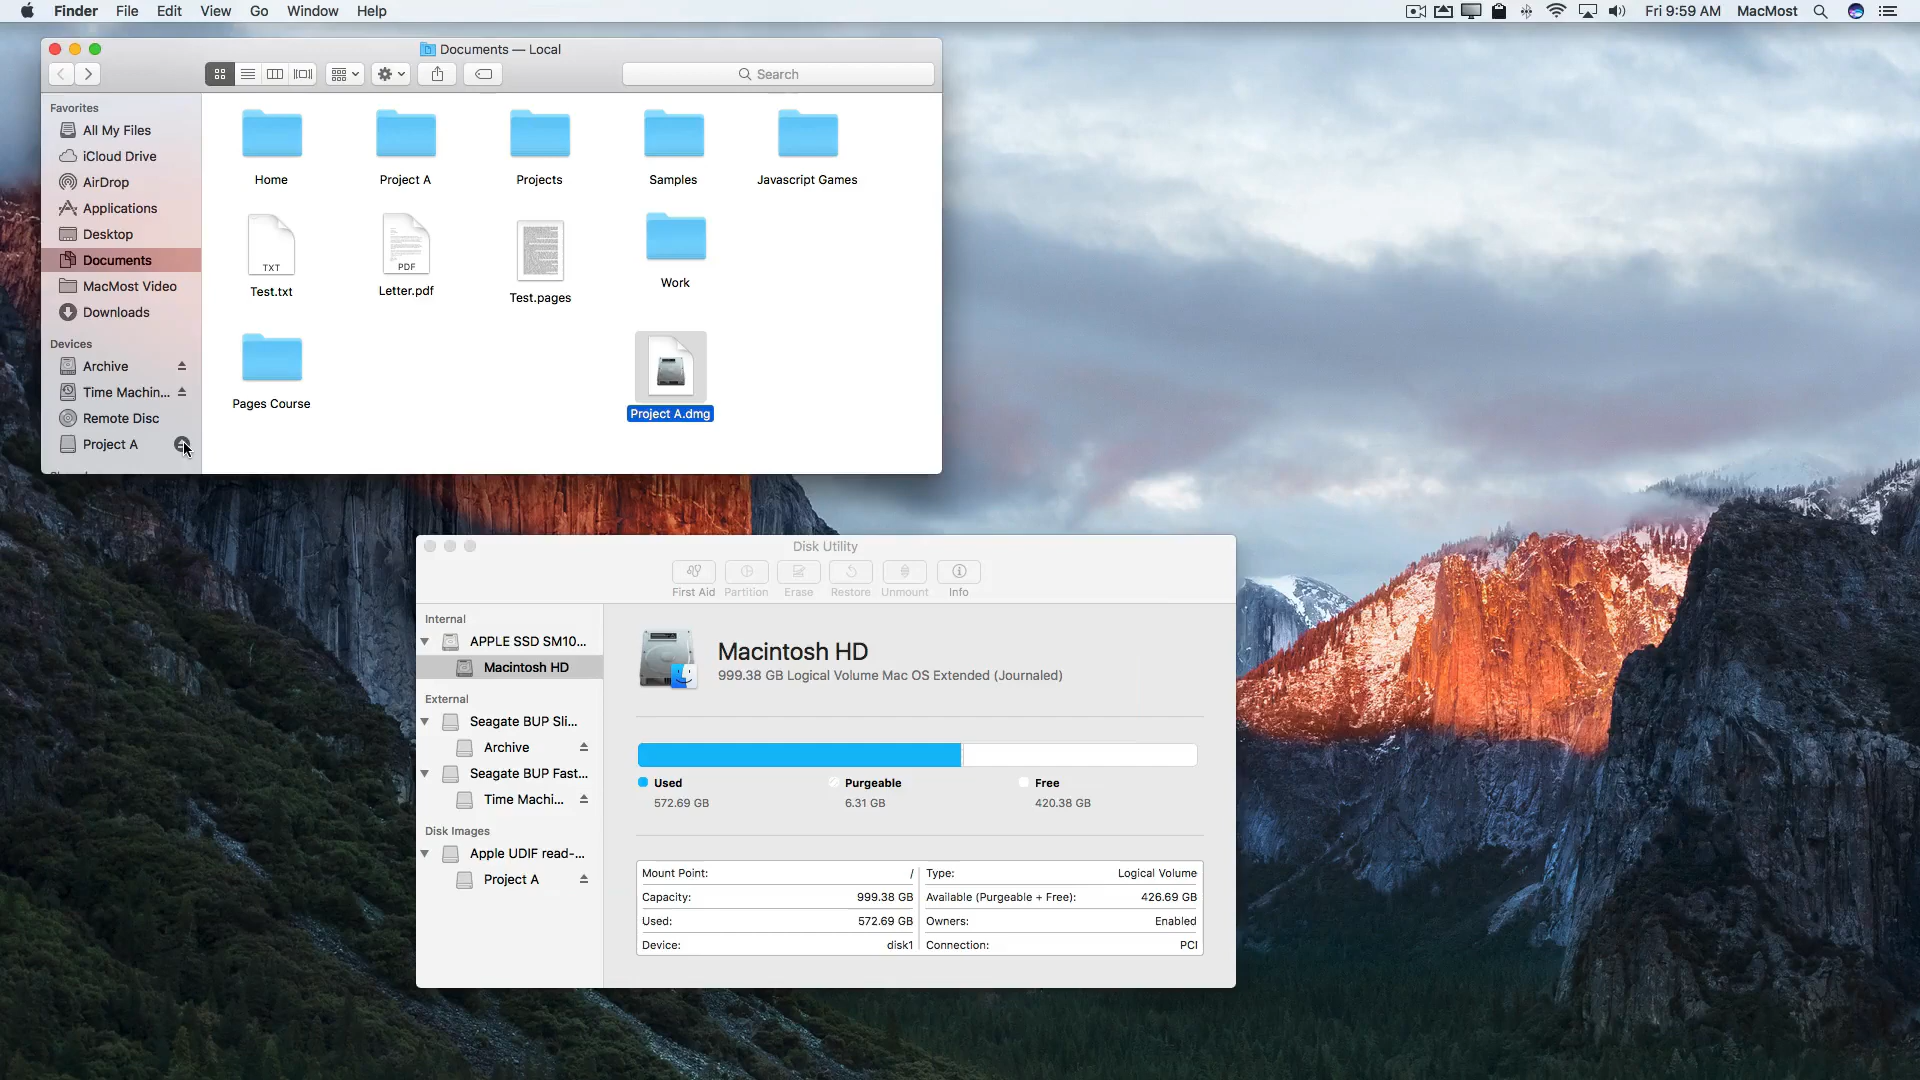 Finder File Edit View Go Window Help
Fri 9:59 AM MacMost
Documents — Local
Search
Favorites
All My Files
iCloud Drive
AirDrop
Applications
Desktop
Documents
MacMost Video
Downloads
Devices
Archive
Time Machin...
Remote Disc
Project A
Home
Project A
Projects
Samples
Javascript Games
TXT
Test.txt
PDF
Letter.pdf
Test.pages
Work
Pages Course
Project A.dmg
Disk Utility
First Aid Partition Erase Restore Unmount Info
Internal
APPLE SSD SM10...
Macintosh HD
External
Seagate BUP Sli...
Archive
Seagate BUP Fast...
Time Machi...
Disk Images
Apple UDIF read-...
Project A
Macintosh HD
999.38 GB Logical Volume Mac OS Extended (Journaled)
Used
572.69 GB
Purgeable
6.31 GB
Free
420.38 GB
Mount Point: /
Type: Logical Volume
Capacity: 999.38 GB
Available (Purgeable + Free): 426.69 GB
Used: 572.69 GB
Owners: Enabled
Device: disk1
Connection: PCI